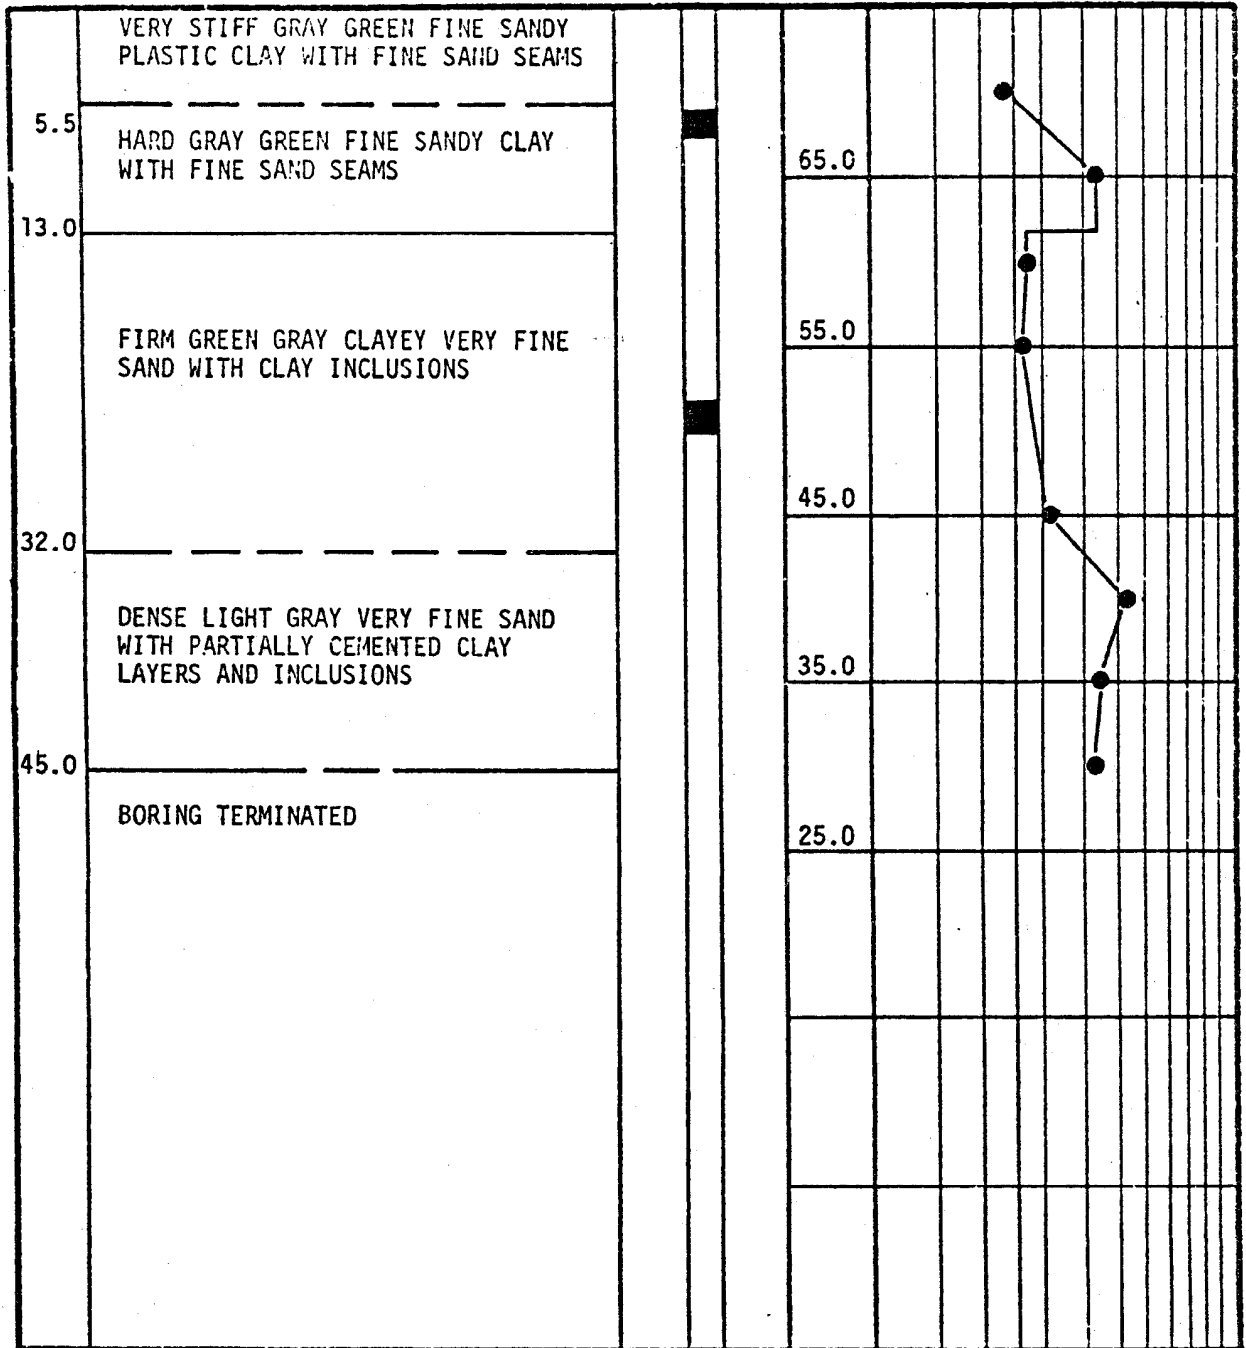 VERY STIFF GRAY GREEN FINE SANDY
PLASTIC CLAY WITH FINE SAND SEAMS
5.5
HARD GRAY GREEN FINE SANDY CLAY
WITH FINE SAND SEAMS
65.0
13.0
FIRM GREEN GRAY CLAYEY VERY FINE
SAND WITH CLAY INCLUSIONS
55.0
45.0
32.0
DENSE LIGHT GRAY VERY FINE SAND
WITH PARTIALLY CEMENTED CLAY
LAYERS AND INCLUSIONS
35.0
45.0
BORING TERMINATED
25.0